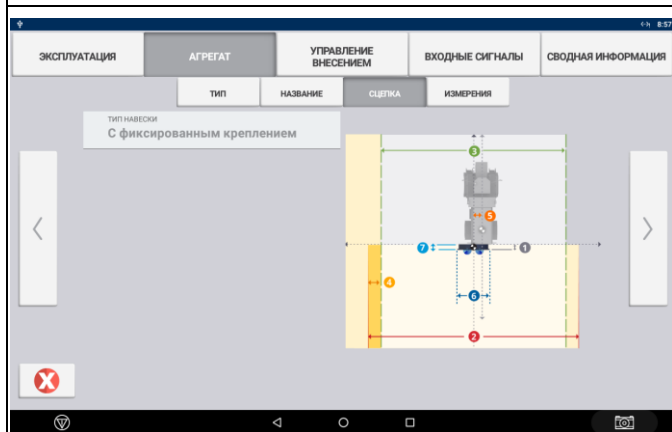 8:57
ЭКСПЛУАТАЦИЯ
АГРЕГАТ
УПРАВЛЕНИЕ
ВНЕСЕНИЕМ
ВХОДНЫЕ СИГНАЛЫ
СВОДНАЯ ИНФОРМАЦИЯ
ТИП
НАЗВАНИЕ
СЦЕПКА
ИЗМЕРЕНИЯ
ТИП НАВЕСКИ
С фиксированным креплением
3
5
7
1
4
6
2